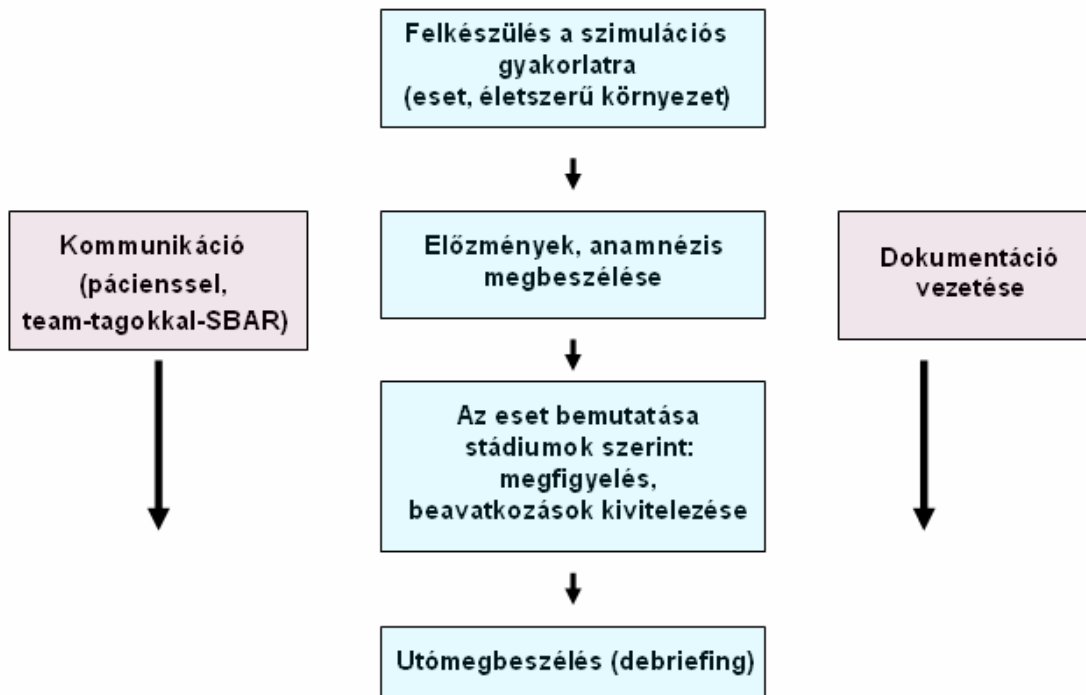 Felkészülés a szimulációs
gyakorlatra
(eset, életszerű környezet)
Kommunikáció
(pácienssel,
team-tagokkal-SBAR)
Előzmények, anamnézis
megbeszélése
Dokumentáció
vezetése
Az eset bemutatása
stádiumok szerint:
megfigyelés,
beavatkozások kivitelezése
Utómegbeszélés (debriefing)